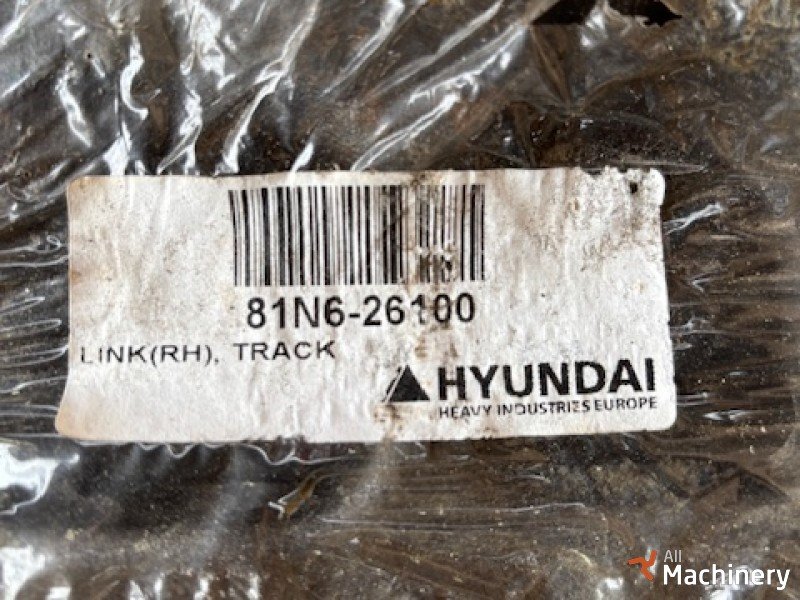 81N6-26100
LINK(RH), TRACK
HYUNDAI
HEAVY INDUSTRIES EUROPE
All
Machinery